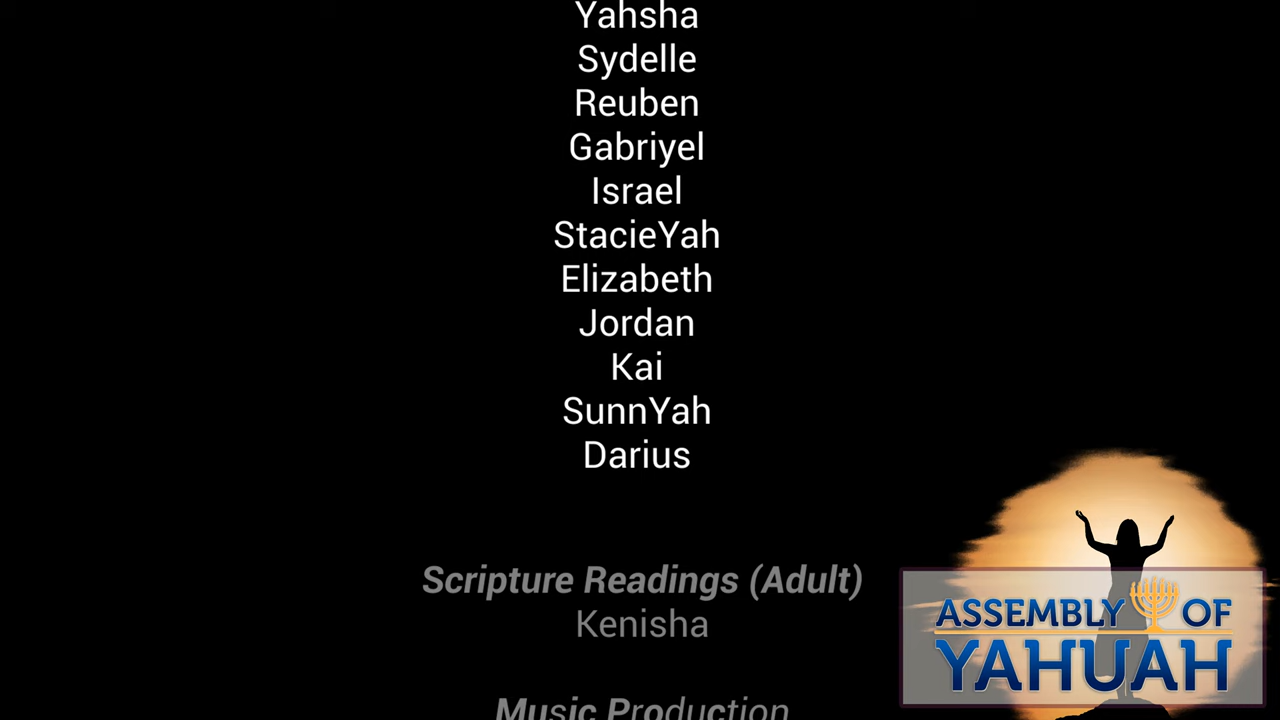 Yahsha
Sydelle
Reuben
Gabriyel
Israel
StacieYah
Elizabeth
Jordan
Kai
SunnYah
Darius
Scripture Readings (Adult)
Kenisha
Music Production
ASSEMBLY OF
YAHUAH